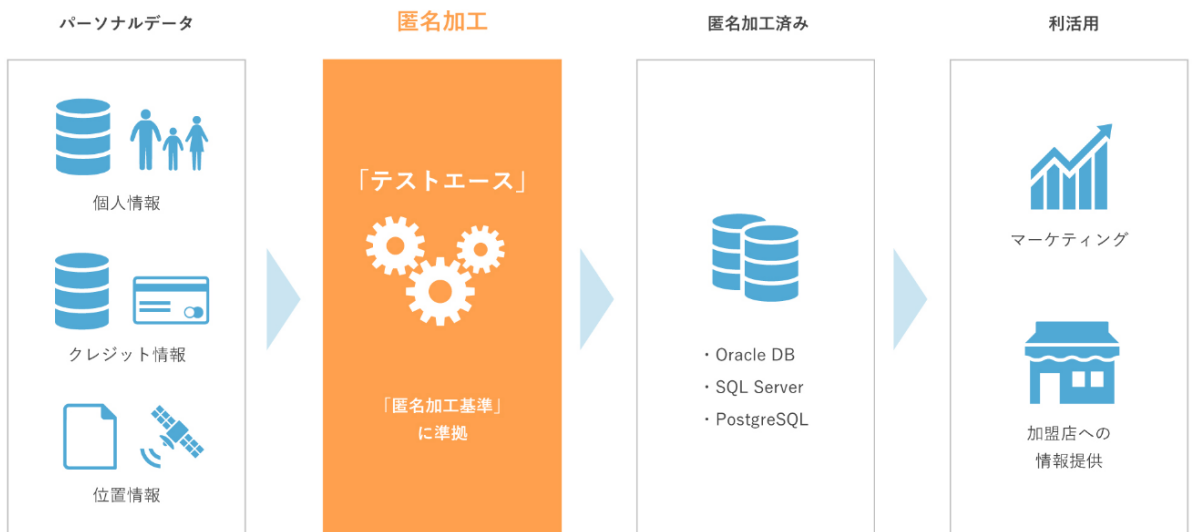 パーソナルデータ
匿名加工
匿名加工済み
利活用
個人情報
クレジット情報
位置情報
「テストエース」
「匿名加工基準」
に準拠
・Oracle DB
・SQL Server
・PostgreSQL
マーケティング
加盟店への
情報提供